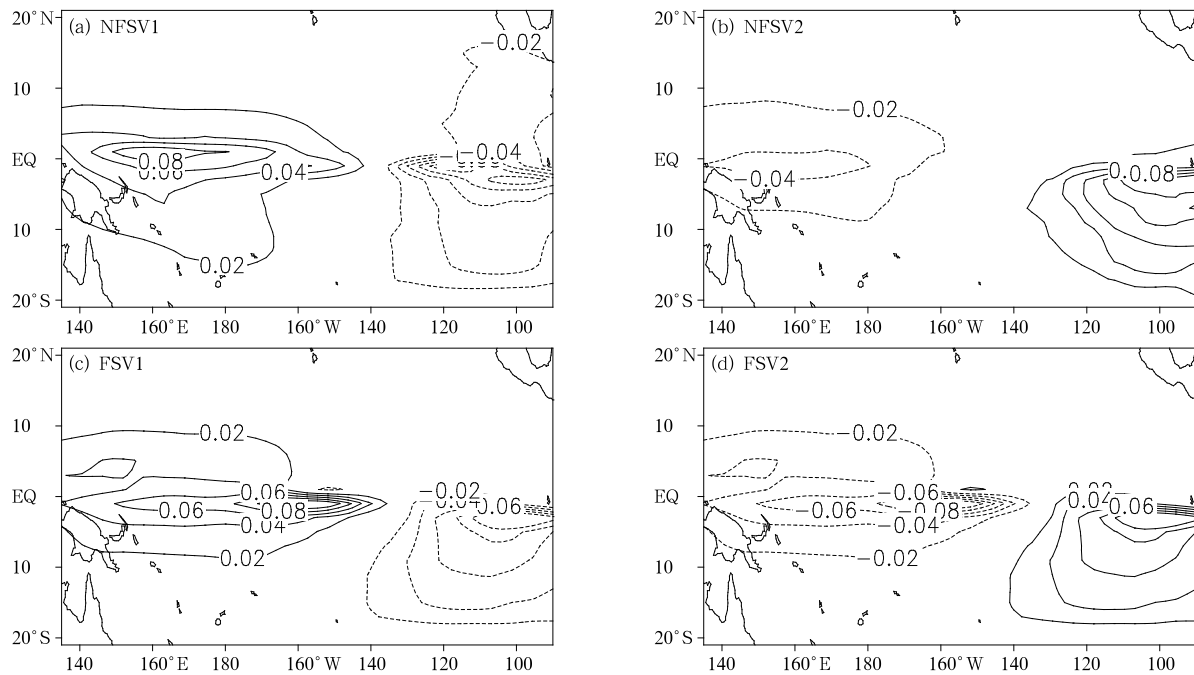 20°N (a) NFSV1 -0.02
10
EQ 0.08 0.04 -0.04
10
0.02
20°S
140 160°E 180 160°W 140 120 100
(b) NFSV2
-0.02
0.08
-0.04
10
20°S
140 160°E 180 160°W 140 120 100
20°N (c) FSV1
10 0.02
EQ 0.06 -0.02
0.06 0.08 -0.06
0.04
0.02
10
20°S
140 160°E 180 160°W 140 120 100
20°N (d) FSV2
10 -0.02
EQ -0.06 0.02
-0.06 -0.08 0.06
-0.04
-0.02
10
20°S
140 160°E 180 160°W 140 120 100